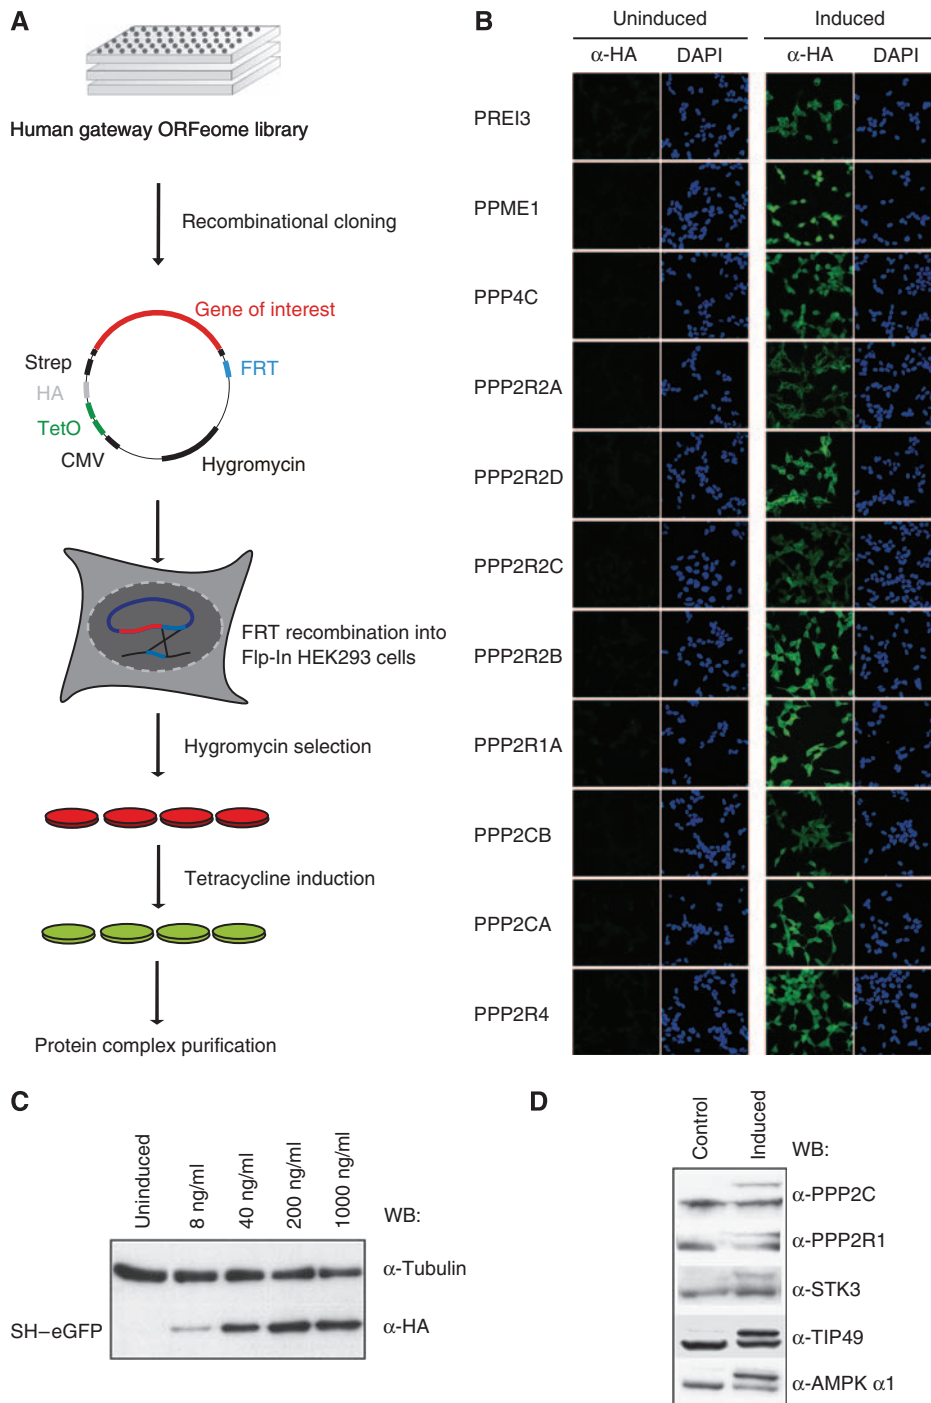 A
Human gateway ORFeome library
Recombinational cloning
Gene of interest
Strep
FRT
HA
TetO
CMV
Hygromycin
FRT recombination into
Flp-In HEK293 cells
Hygromycin selection
Tetracycline induction
Protein complex purification
B
Uninduced Induced
α-HA DAPI α-HA DAPI
PREI3
PPME1
PPP4C
PPP2R2A
PPP2R2D
PPP2R2C
PPP2R2B
PPP2R1A
PPP2CB
PPP2CA
PPP2R4
C
Uninduced
8 ng/ml
40 ng/ml
200 ng/ml
1000 ng/ml
WB:
α-Tubulin
SH–eGFP
α-HA
D
Control
Induced
WB:
α-PPP2C
α-PPP2R1
α-STK3
α-TIP49
α-AMPK α1